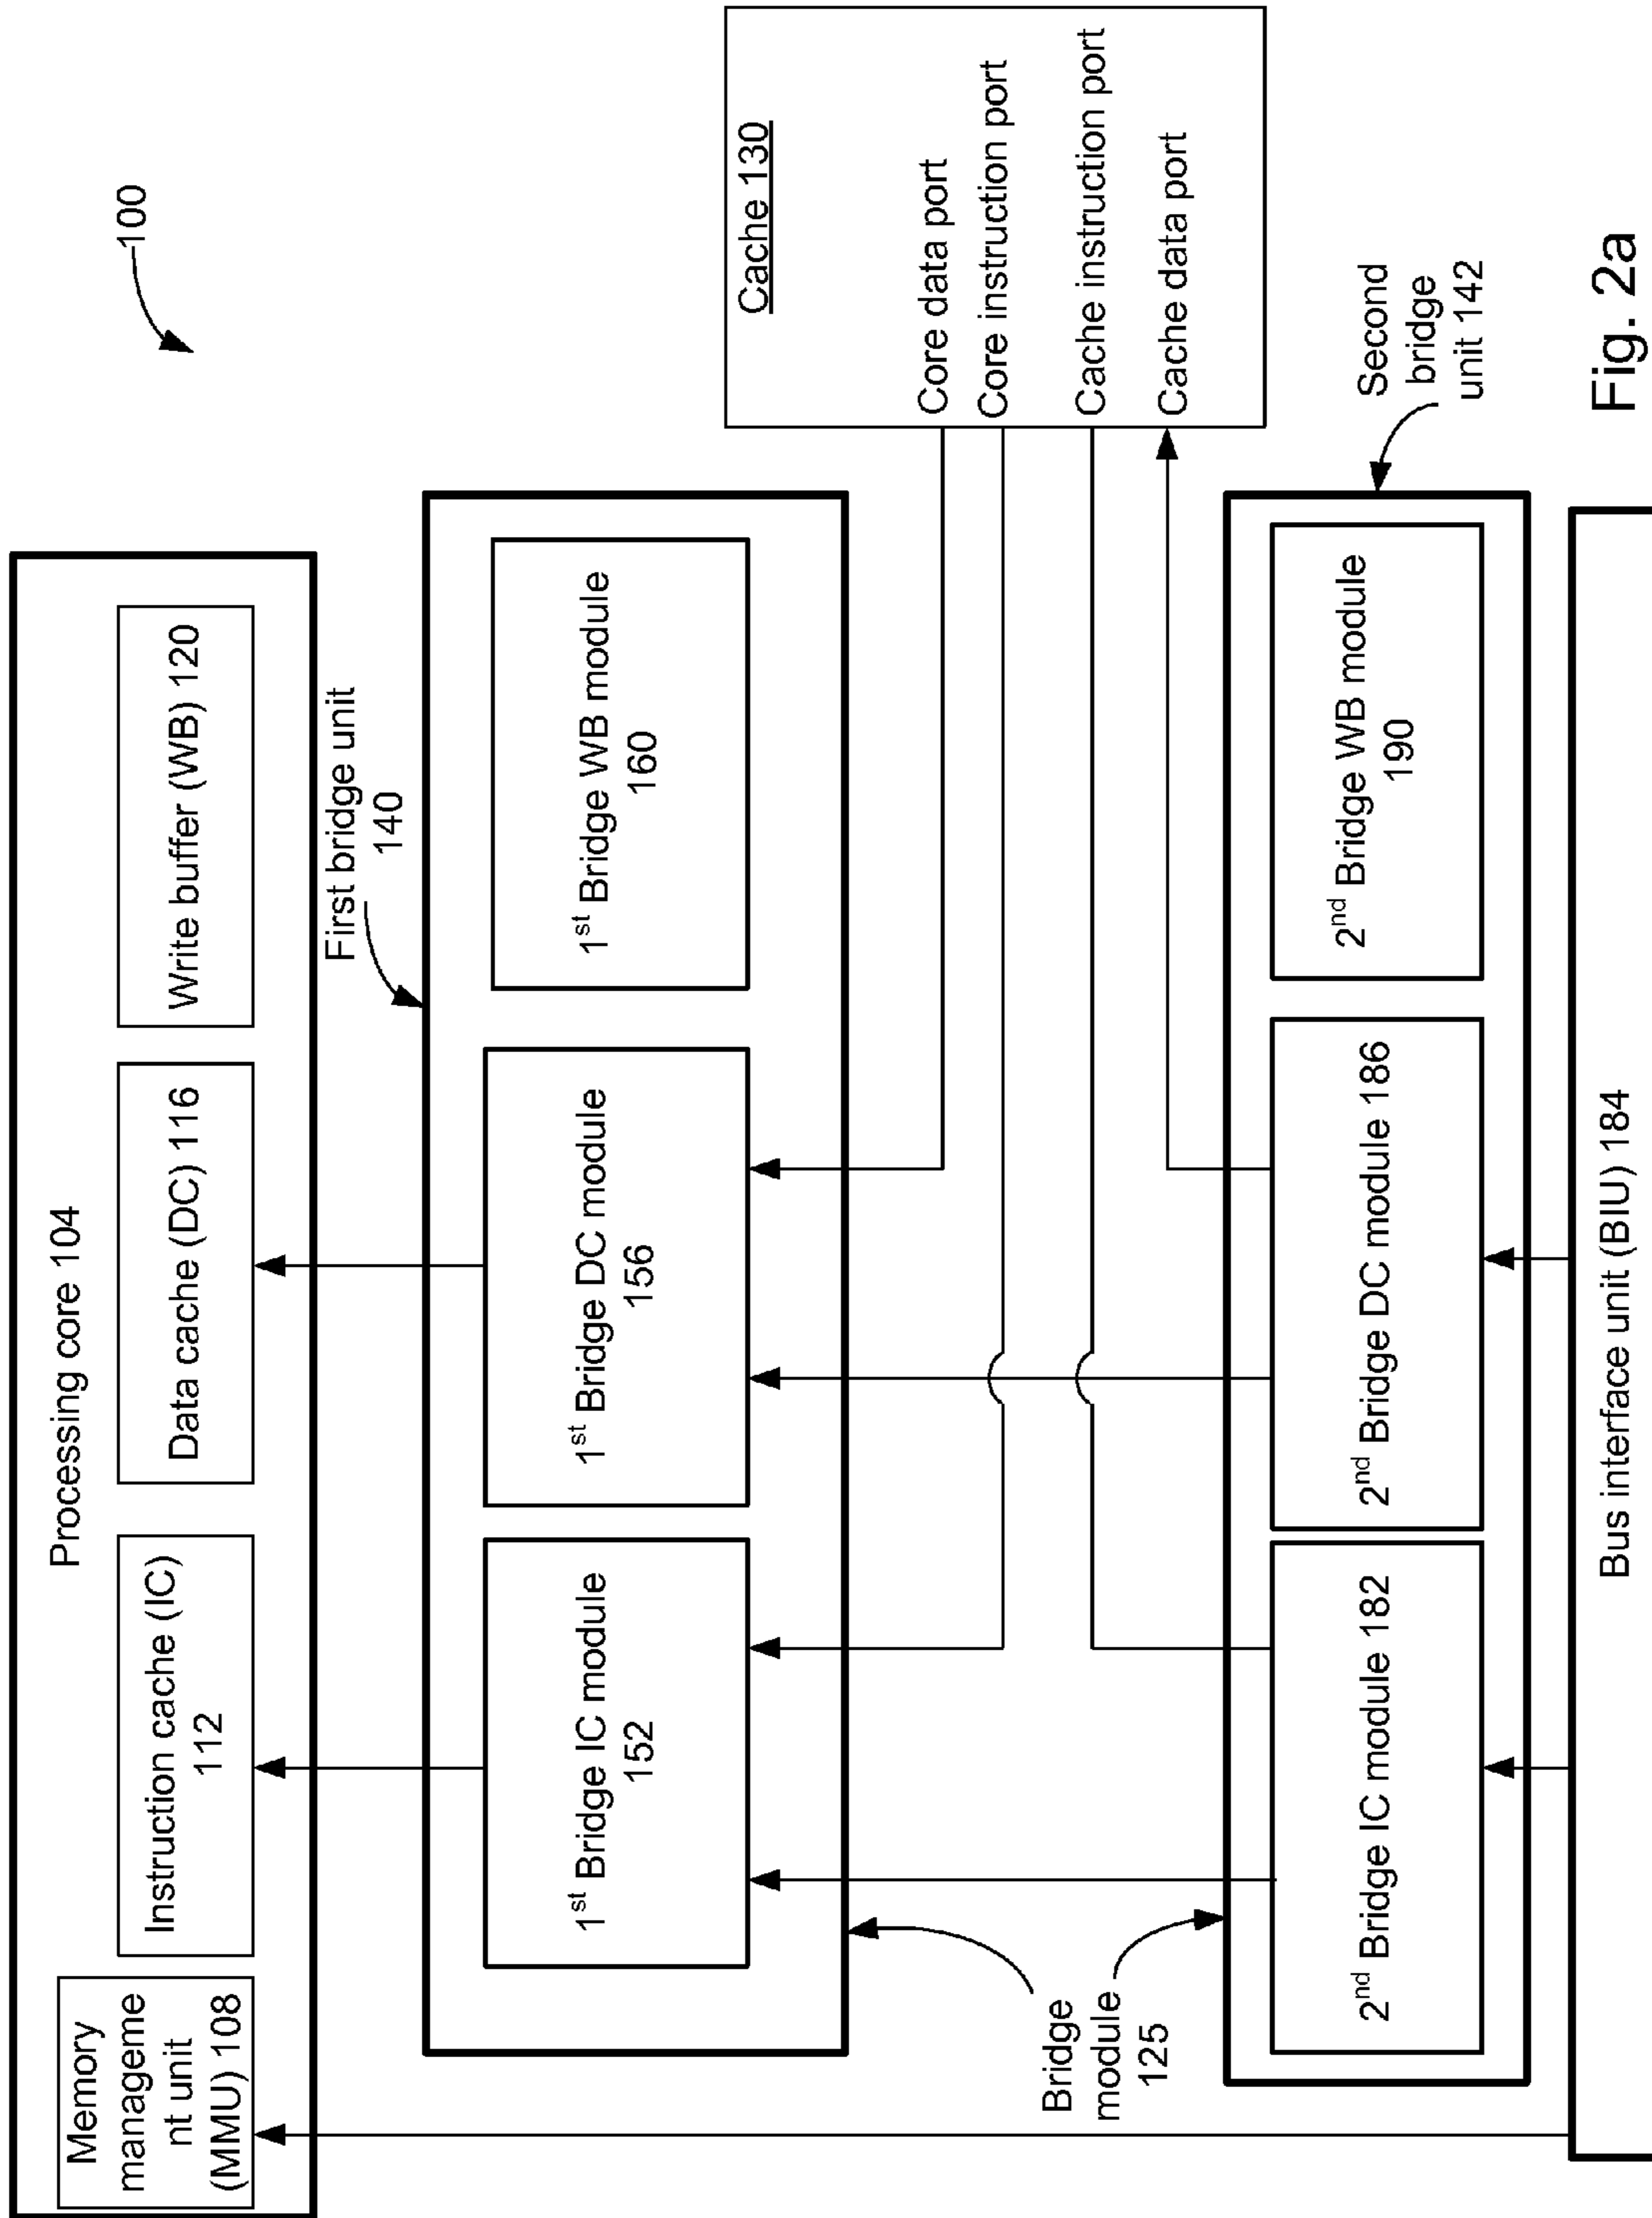 100
Processing core 104
Memory
manageme
nt unit
(MMU) 108
Instruction cache (IC)
112
Data cache (DC) 116
Write buffer (WB) 120
First bridge unit
140
1st Bridge IC module
152
1st Bridge DC module
156
1st Bridge WB module
160
Cache 130
Core data port
Core instruction port
Cache instruction port
Cache data port
Bridge
module
125
Second
bridge
unit 142
2nd Bridge IC module 182
2nd Bridge DC module 186
2nd Bridge WB module
190
Bus interface unit (BIU) 184
Fig. 2a